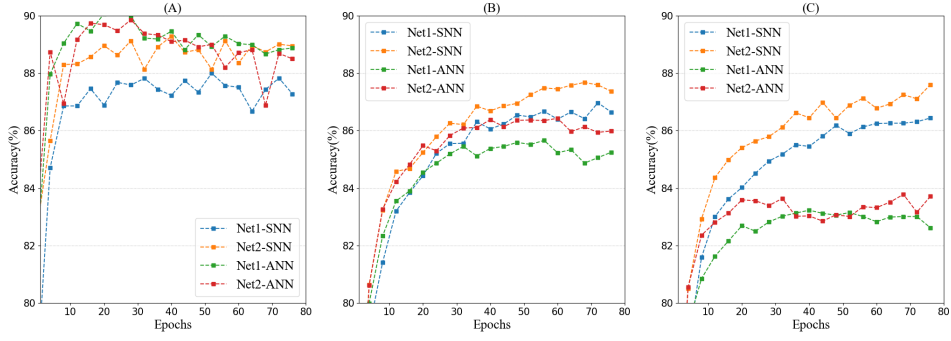 (A)
90
88
86
84
82
80
Accuracy(%)
0
10
20
30
40
50
60
70
80
Epochs
Net1-SNN
Net2-SNN
Net1-ANN
Net2-ANN
(B)
90
88
86
84
82
80
Accuracy(%)
10
20
30
40
50
60
70
80
Epochs
Net1-SNN
Net2-SNN
Net1-ANN
Net2-ANN
(C)
90
88
86
84
82
80
Accuracy(%)
10
20
30
40
50
60
70
80
Epochs
Net1-SNN
Net2-SNN
Net1-ANN
Net2-ANN